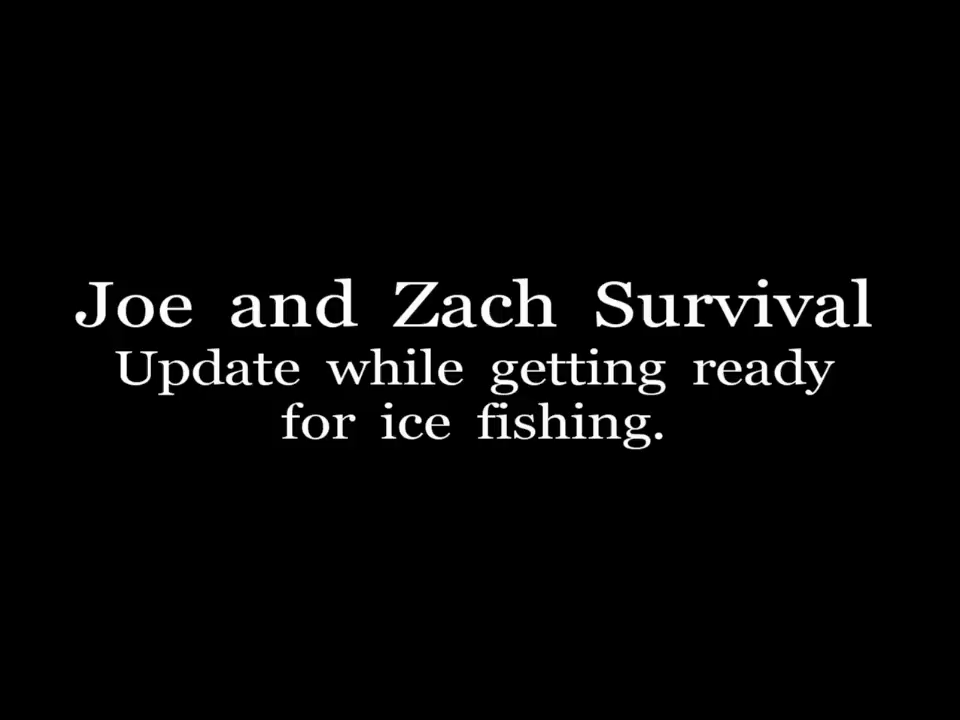 Joe and Zach Survival
Update while getting ready
for ice fishing.